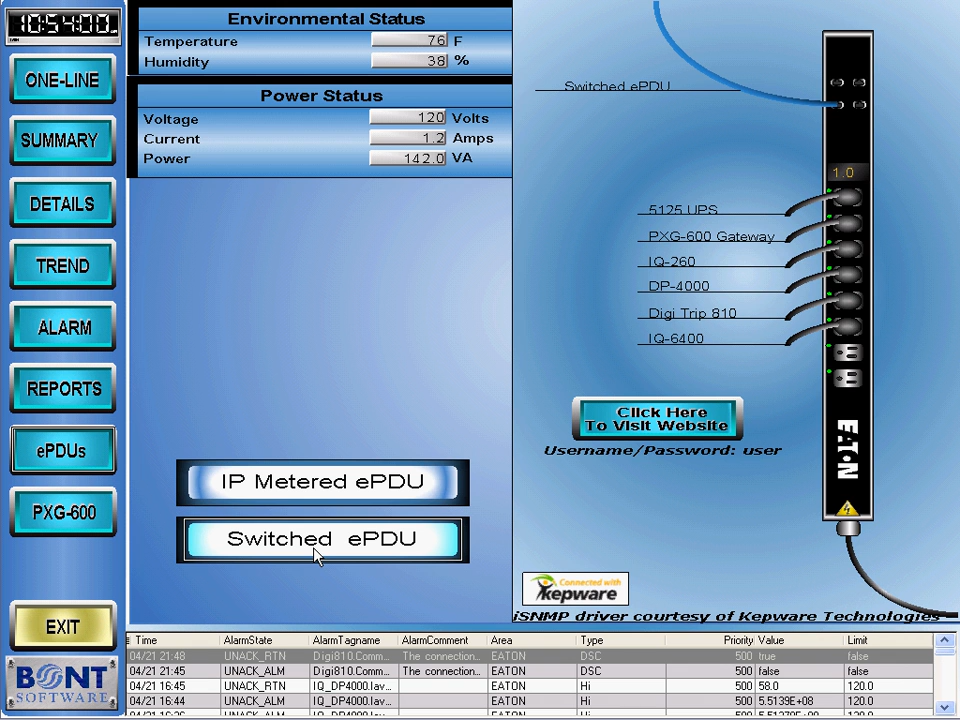 10:54:00
ONE-LINE
SUMMARY
DETAILS
TREND
ALARM
REPORTS
ePDUs
PXG-600
EXIT
BONT
SOFTWARE
Environmental Status
Temperature 76 F
Humidity 38 %
Power Status
Voltage 120 Volts
Current 1.2 Amps
Power 142.0 VA
IP Metered ePDU
Switched ePDU
Switched ePDU
1.0
5125 UPS
PXG-600 Gateway
IQ-260
DP-4000
Digi Trip 810
IQ-6400
Click Here
To Visit Website
Username/Password: user
EATON
Connected with
kepware
iSNMP driver courtesy of Kepware Technologies
Time AlarmState AlarmTagname AlarmComment Area Type Priority Value Limit
04/21 21:48 UNACK_RTN Digi810.Comm... The connection... EATON DSC 500 true false
04/21 21:45 UNACK_ALM Digi810.Comm... The connection... EATON DSC 500 false false
04/21 16:45 UNACK_RTN IQ_DP4000.Iav... EATON Hi 500 58.0 120.0
04/21 16:44 UNACK_ALM IQ_DP4000.Iav... EATON Hi 500 5.5139E+08 120.0